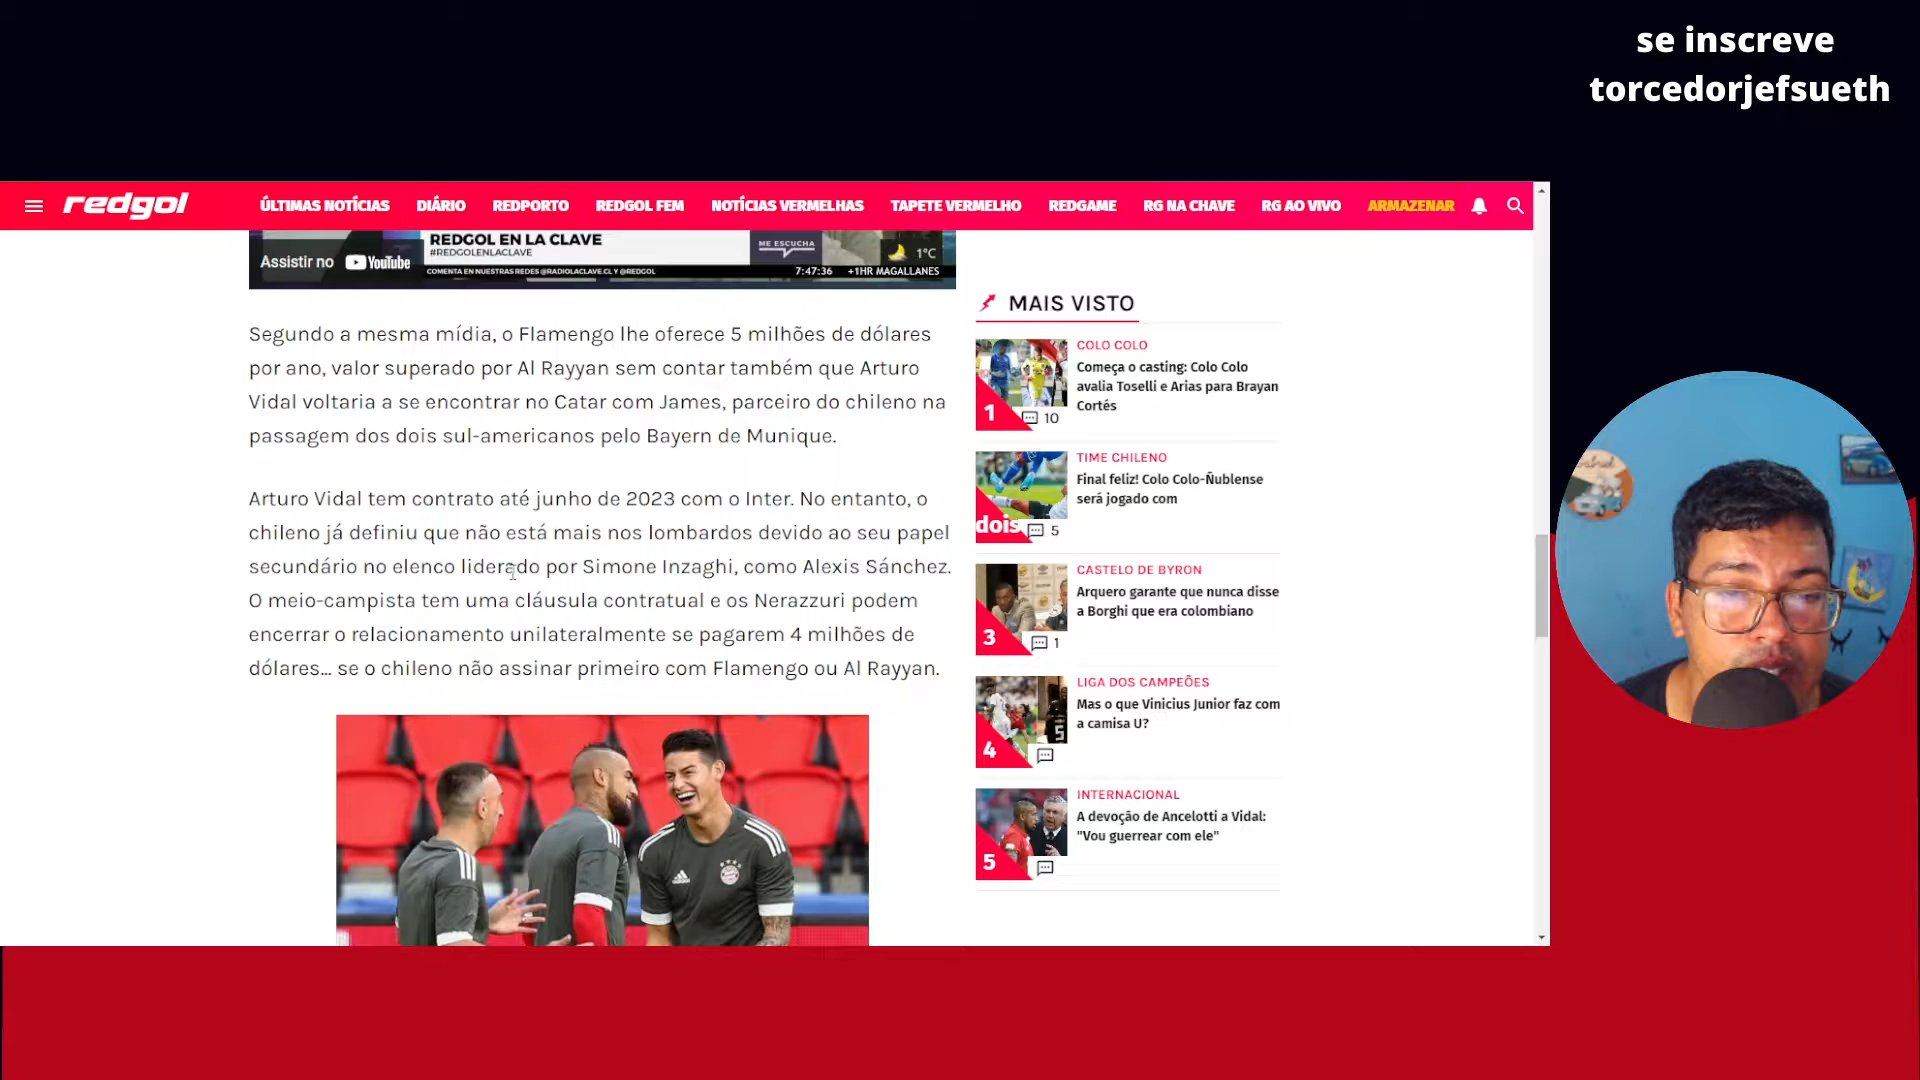 se inscreve
torcedorjefsueth
redgol
ÚLTIMAS NOTÍCIAS DIÁRIO REDPORTO REDGOL FEM NOTÍCIAS VERMELHAS TAPETE VERMELHO REDGAME RG NA CHAVE RG AO VIVO ARMAZENAR
REDGOL EN LA CLAVE
#REDGOLENLACLAVE
ME ESCUCHA
1°C
Assistir no YouTube
COMENTA EN NUESTRAS REDES @RADIOLACLAVE.CL Y @REDGOL
7:47:36 +1HR MAGALLANES
Segundo a mesma mídia, o Flamengo lhe oferece 5 milhões de dólares
por ano, valor superado por Al Rayyan sem contar também que Arturo
Vidal voltaria a se encontrar no Catar com James, parceiro do chileno na
passagem dos dois sul-americanos pelo Bayern de Munique.
Arturo Vidal tem contrato até junho de 2023 com o Inter. No entanto, o
chileno já definiu que não está mais nos lombardos devido ao seu papel
secundário no elenco liderado por Simone Inzaghi, como Alexis Sánchez.
O meio-campista tem uma cláusula contratual e os Nerazzuri podem
encerrar o relacionamento unilateralmente se pagarem 4 milhões de
dólares... se o chileno não assinar primeiro com Flamengo ou Al Rayyan.
MAIS VISTO
COLO COLO
Começa o casting: Colo Colo
avalia Toselli e Arias para Brayan
Cortés
1
10
TIME CHILENO
Final feliz! Colo Colo-Ñublense
será jogado com
dois
5
CASTELO DE BYRON
Arquero garante que nunca disse
a Borghi que era colombiano
3
1
LIGA DOS CAMPEÕES
Mas o que Vinicius Junior faz com
a camisa U?
4
INTERNACIONAL
A devoção de Ancelotti a Vidal:
"Vou guerrear com ele"
5